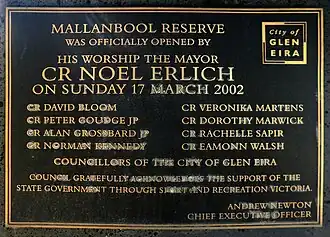 MALLANBOOL RESERVE
WAS OFFICIALLY OPENED BY
City of
GLEN
EIRA
HIS WORSHIP THE MAYOR
CR NOEL ERLICH
ON SUNDAY 17 MARCH 2002
CR DAVID BLOOM
CR VERONIKA MARTENS
CR PETER GOUDGE JP
CR DOROTHY MARWICK
CR ALAN GROSSBARD JP
CR RACHELLE SAPIR
CR NORMAN KENNEDY
CR EAMONN WALSH
COUNCILLORS OF THE CITY OF GLEN EIRA
COUNCIL GRATEFULLY ACKNOWLEDGES THE SUPPORT OF THE
STATE GOVERNMENT THROUGH SPORT AND RECREATION VICTORIA.
ANDREW NEWTON
CHIEF EXECUTIVE OFFICER